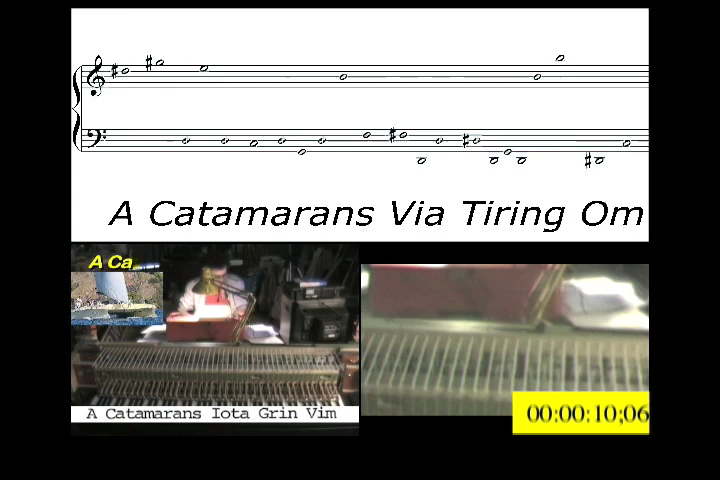 A Catamarans Via Tiring Om
A Ca
A Catamarans Iota Grin Vim
00:00:10;06